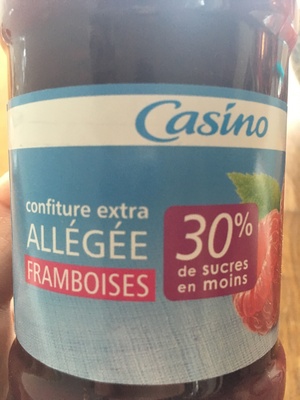 Casino
confiture extra
ALLÉGÉE
FRAMBOISES
30%
de sucres
en moins